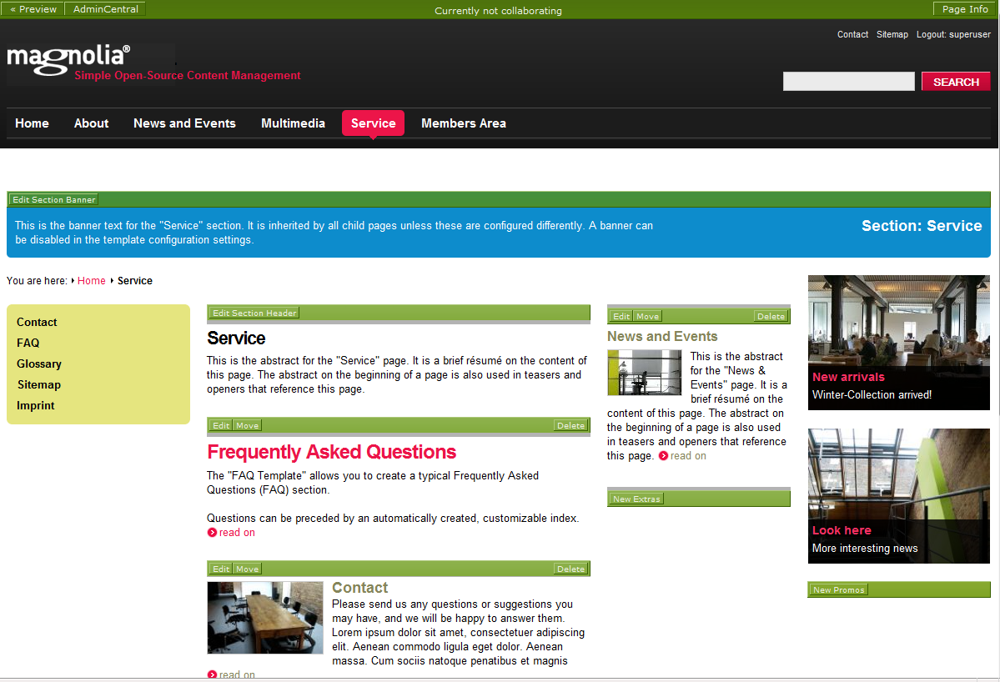 « Preview AdminCentral Currently not collaborating Page Info
Contact Sitemap Logout: superuser
magnolia®
Simple Open-Source Content Management
SEARCH
Home About News and Events Multimedia Service Members Area
Edit Section Banner
This is the banner text for the "Service" section. It is inherited by all child pages unless these are configured differently. A banner can
be disabled in the template configuration settings.
Section: Service
You are here: Home Service
Contact
FAQ
Glossary
Sitemap
Imprint
Edit Section Header
Service
This is the abstract for the "Service" page. It is a brief résumé on the content of
this page. The abstract on the beginning of a page is also used in teasers and
openers that reference this page.
Edit Move Delete
Frequently Asked Questions
The "FAQ Template" allows you to create a typical Frequently Asked
Questions (FAQ) section.
Questions can be preceded by an automatically created, customizable index.
read on
Edit Move Delete
Contact
Please send us any questions or suggestions you
may have, and we will be happy to answer them.
Lorem ipsum dolor sit amet, consectetuer adipiscing
elit. Aenean commodo ligula eget dolor. Aenean
massa. Cum sociis natoque penatibus et magnis
read on
Edit Move Delete
News and Events
This is the abstract
for the "News &
Events" page. It is a
brief résumé on the
content of this page. The abstract on
the beginning of a page is also used
in teasers and openers that reference
this page. read on
New Extras
New arrivals
Winter-Collection arrived!
Look here
More interesting news
New Promos